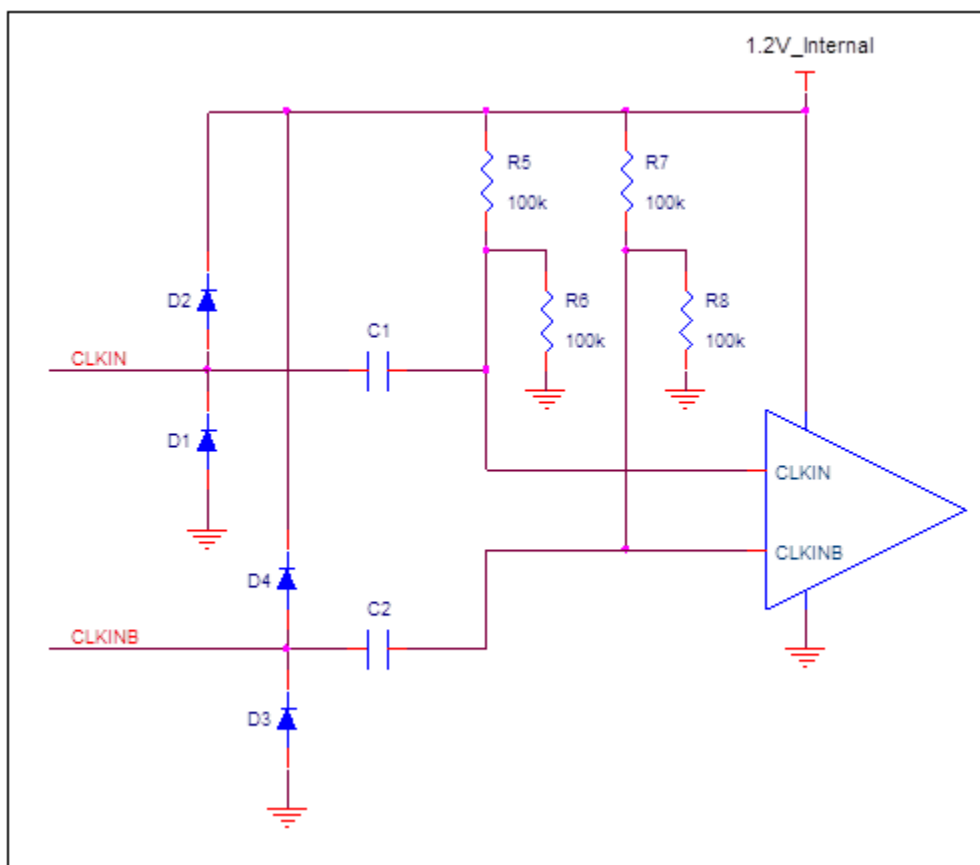 1.2V_Internal
R5
100k
R7
100k
D2
R6
100k
R8
100k
C1
CLKIN
D1
CLKIN
CLKINB
D4
C2
CLKINB
D3